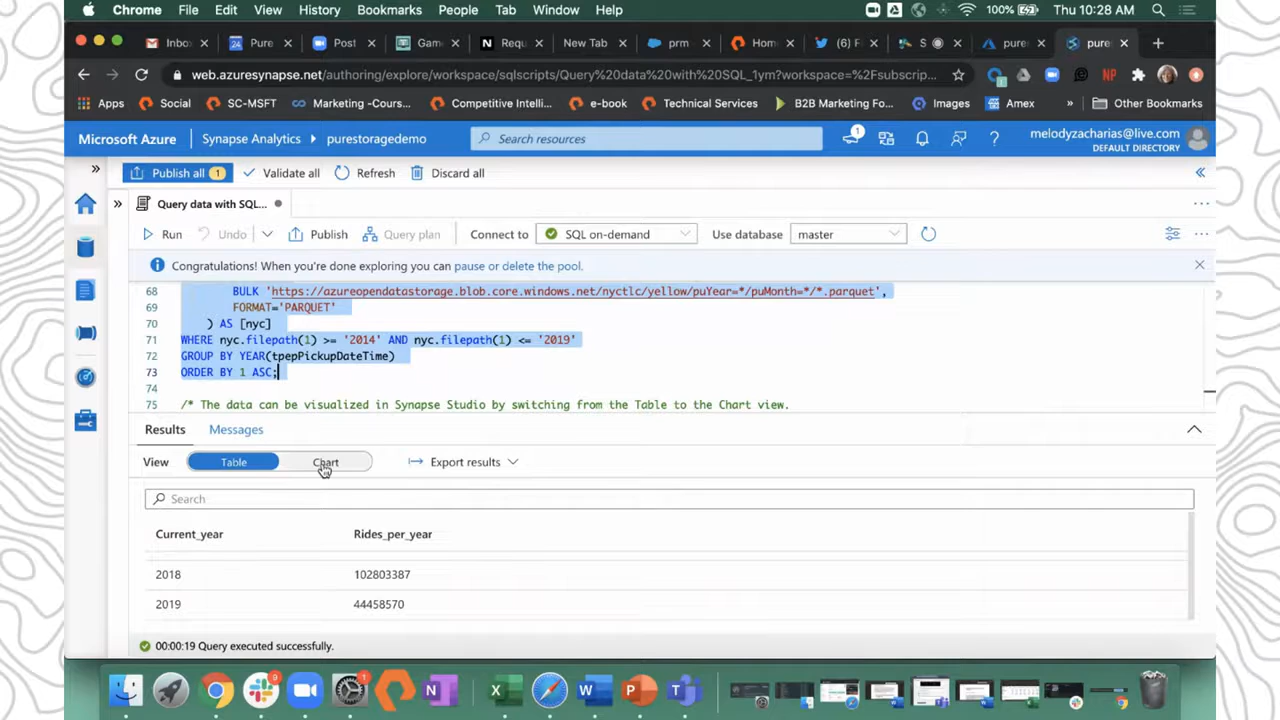 Chrome File Edit View History Bookmarks People Tab Window Help 100% Thu 10:28 AM
Inbo × Pure × Post × Game × Requ × New Tab × prm × Home × (6) F × S × pure × pure ×
web.azuresynapse.net/authoring/explore/workspace/sqlscripts/Query%20data%20with%20SQL_1ym?workspace=%2Fsubscrip...
Apps Social SC-MSFT Marketing -Cours... Competitive Intelli... e-book Technical Services B2B Marketing Fo... Images Amex » Other Bookmarks
Microsoft Azure Synapse Analytics purestoragedemo Search resources 1 melodyzacharias@live.com
DEFAULT DIRECTORY
Publish all 1 Validate all Refresh Discard all
Query data with SQL...
Run Undo Publish Query plan Connect to SQL on-demand Use database master
Congratulations! When you're done exploring you can pause or delete the pool.
68 BULK 'https://azureopendatastorage.blob.core.windows.net/nyctlc/yellow/puYear=*/puMonth=*/*.parquet',
69 FORMAT='PARQUET'
70 ) AS [nyc]
71 WHERE nyc.filepath(1) >= '2014' AND nyc.filepath(1) <= '2019'
72 GROUP BY YEAR(tpepPickupDateTime)
73 ORDER BY 1 ASC;
74
75 /* The data can be visualized in Synapse Studio by switching from the Table to the Chart view.
Results Messages
View Table Chart Export results
Search
Current_year Rides_per_year
2018 102803387
2019 44458570
00:00:19 Query executed successfully.